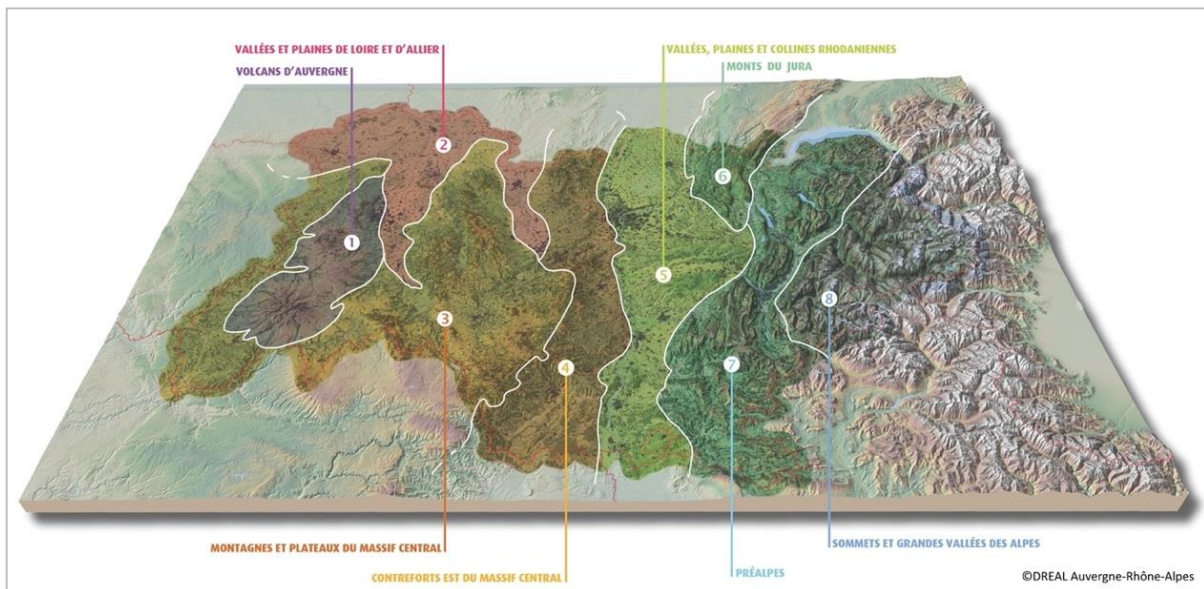 VALLÉES ET PLAINES DE LOIRE ET D'ALLIER
VALLÉES, PLAINES ET COLLINES RHODANIENNES
VOLCANS D'AUVERGNE
MONTS DU JURA
2
6
1
5
8
3
4
7
MONTAGNES ET PLATEAUX DU MASSIF CENTRAL
SOMMETS ET GRANDES VALLÉES DES ALPES
CONTREFORTS EST DU MASSIF CENTRAL
PRÉALPES
©DREAL Auvergne-Rhône-Alpes